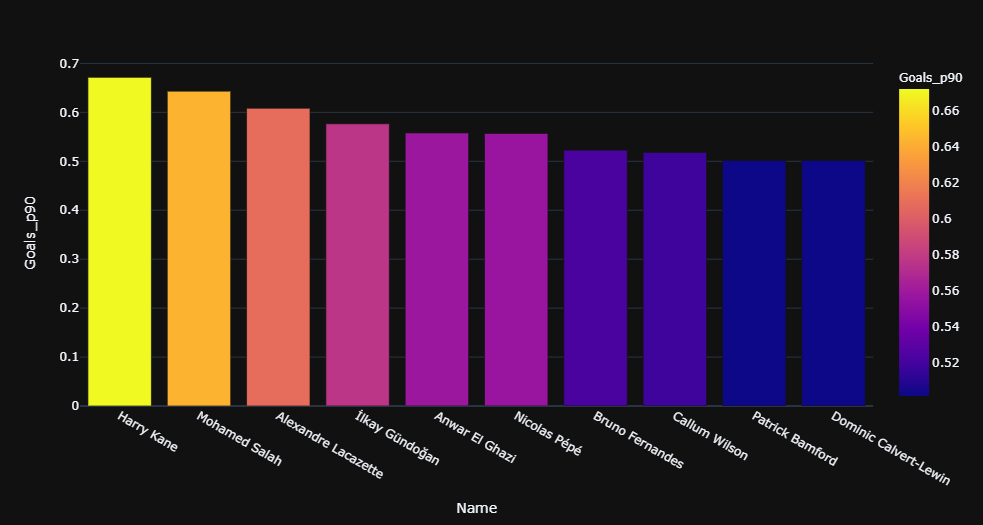 Goals_p90
0.7
0.6
0.5
0.4
0.3
0.2
0.1
0
Harry Kane
Mohamed Salah
Alexandre Lacazette
İlkay Gündoğan
Anwar El Ghazi
Nicolas Pépé
Bruno Fernandes
Callum Wilson
Patrick Bamford
Dominic Calvert-Lewin
Name
Goals_p90
0.66
0.64
0.62
0.6
0.58
0.56
0.54
0.52